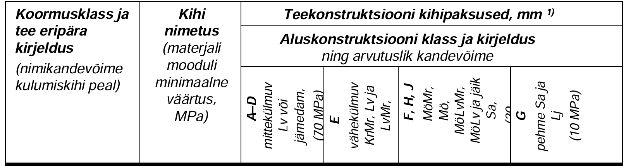 Koormusklass ja
tee eripära
kirjeldus
(nimikandevõime
kulumiskihi peal)
Kihi
nimetus
(materjali
mooduli
minimaalne
väärtus,
MPa)
Teekonstruktsiooni kihipaksused, mm ¹⁾
Aluskonstruktsiooni klass ja kirjeldus
ning arvutuslik kandevõime
A–D
mittekülmuv
Lv või
jämedam,
(70 MPa)
E
vähekülmuv
KrMr, Lv ja
LvMr,
F, H, J
MöMr,
Mö,
MöLvMr,
MöLv ja jäik
Sa,
G
pehme Sa ja
Lj
(10 MPa)